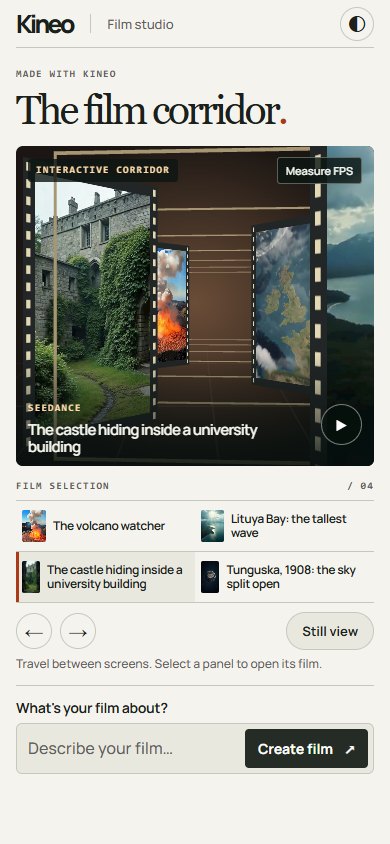 Kineo
Film studio
MADE WITH KINEO
The film corridor.
INTERACTIVE CORRIDOR
Measure FPS
SEEDANCE
The castle hiding inside a university
building
FILM SELECTION
/ 04
The volcano watcher
Lituya Bay: the tallest
wave
The castle hiding inside a
university building
Tunguska, 1908: the sky
split open
← →
Still view
Travel between screens. Select a panel to open its film.
What's your film about?
Describe your film...
Create film ↗